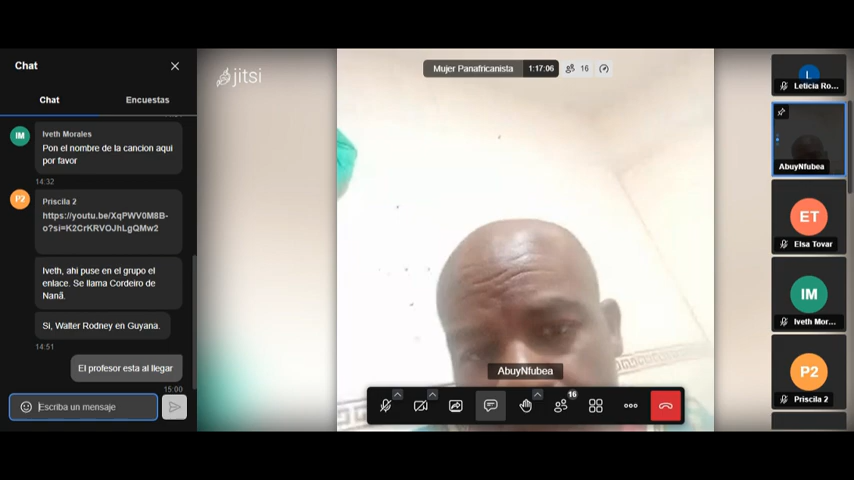 Chat
Chat
Encuestas
IM
Iveth Morales
Pon el nombre de la cancion aqui
por favor
14:32
P2
Priscila 2
https://youtu.be/XqPWV0M8B-
o?si=K2CrKRVOJhLgQMw2
Iveth, ahi puse en el grupo el
enlace. Se llama Cordeiro de
Nanã.
Si, Walter Rodney en Guyana.
14:51
El profesor esta al llegar
15:00
Escriba un mensaje
jitsi
Mujer Panafricanista
1:17:06
16
AbuyNfubea
16
L
Leticia Ro...
AbuyNfubea
ET
Elsa Tovar
IM
Iveth Mor...
P2
Priscila 2